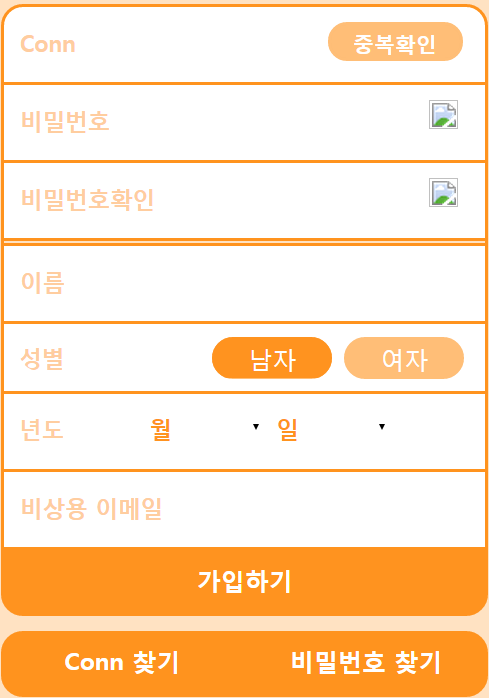 Conn 중복확인
비밀번호
비밀번호확인
이름
성별 남자 여자
년도 월 일
비상용 이메일
가입하기
Conn 찾기 비밀번호 찾기